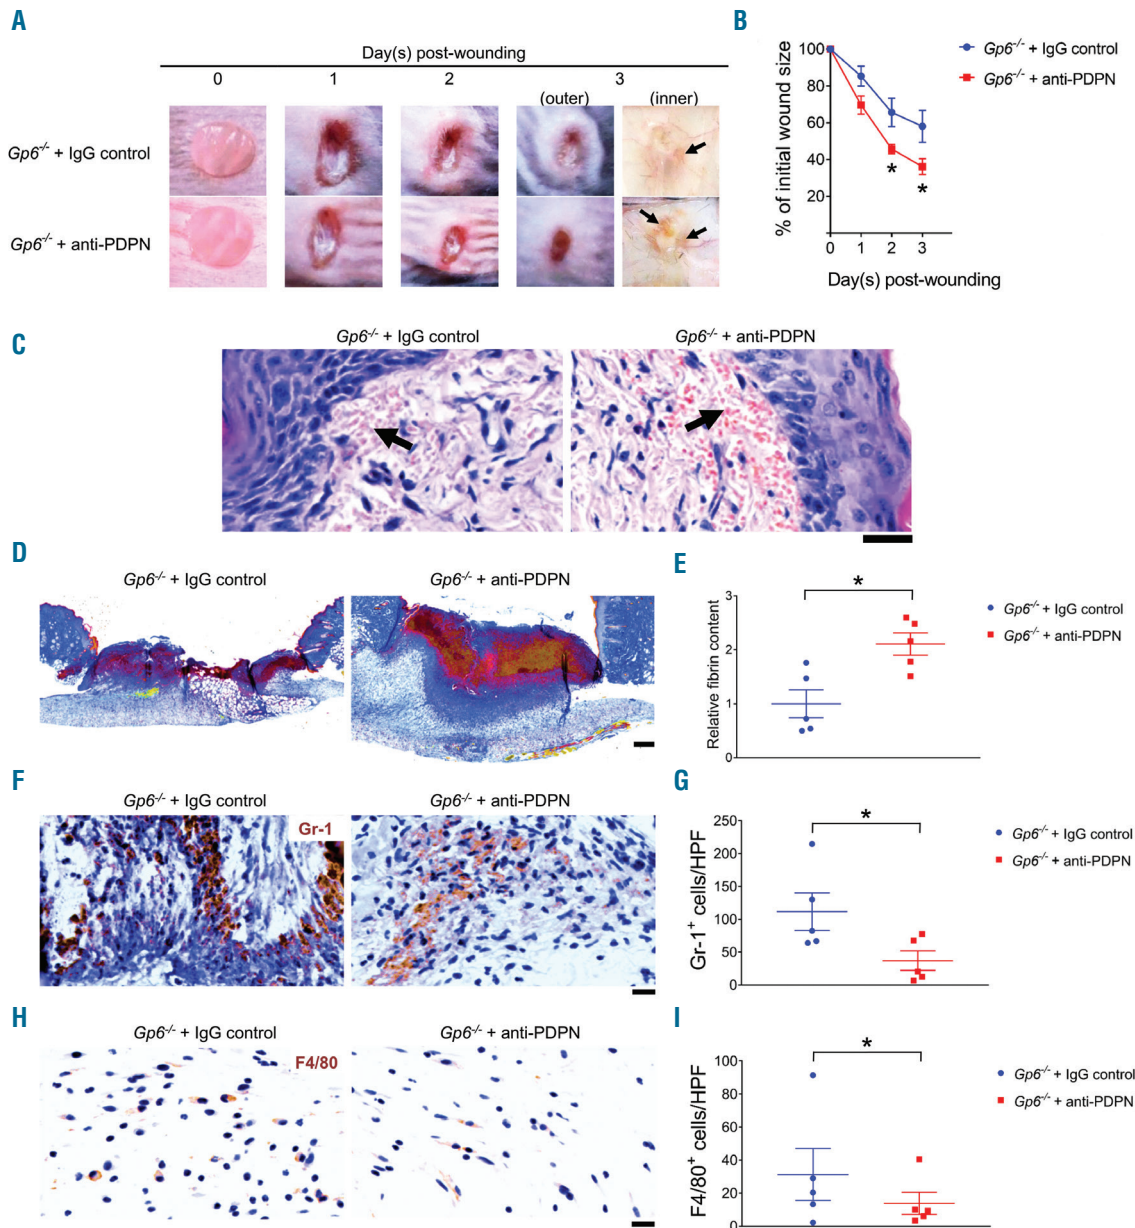 A
Day(s) post-wounding
0 1 2 3
(outer) (inner)
Gp6-/- + IgG control
Gp6-/- + anti-PDPN
B
% of initial wound size
100
80
60
40
20
0 1 2 3
* *
Day(s) post-wounding
Gp6-/- + IgG control
Gp6-/- + anti-PDPN
C
Gp6-/- + IgG control
Gp6-/- + anti-PDPN
D
Gp6-/- + IgG control
Gp6-/- + anti-PDPN
E
Relative fibrin content
3
2
1
0
*
Gp6-/- + IgG control
Gp6-/- + anti-PDPN
F
Gp6-/- + IgG control
Gp6-/- + anti-PDPN
Gr-1
G
Gr-1+ cells/HPF
250
200
150
100
50
0
*
Gp6-/- + IgG control
Gp6-/- + anti-PDPN
H
Gp6-/- + IgG control
Gp6-/- + anti-PDPN
F4/80
I
F4/80+ cells/HPF
100
80
60
40
20
0
*
Gp6-/- + IgG control
Gp6-/- + anti-PDPN